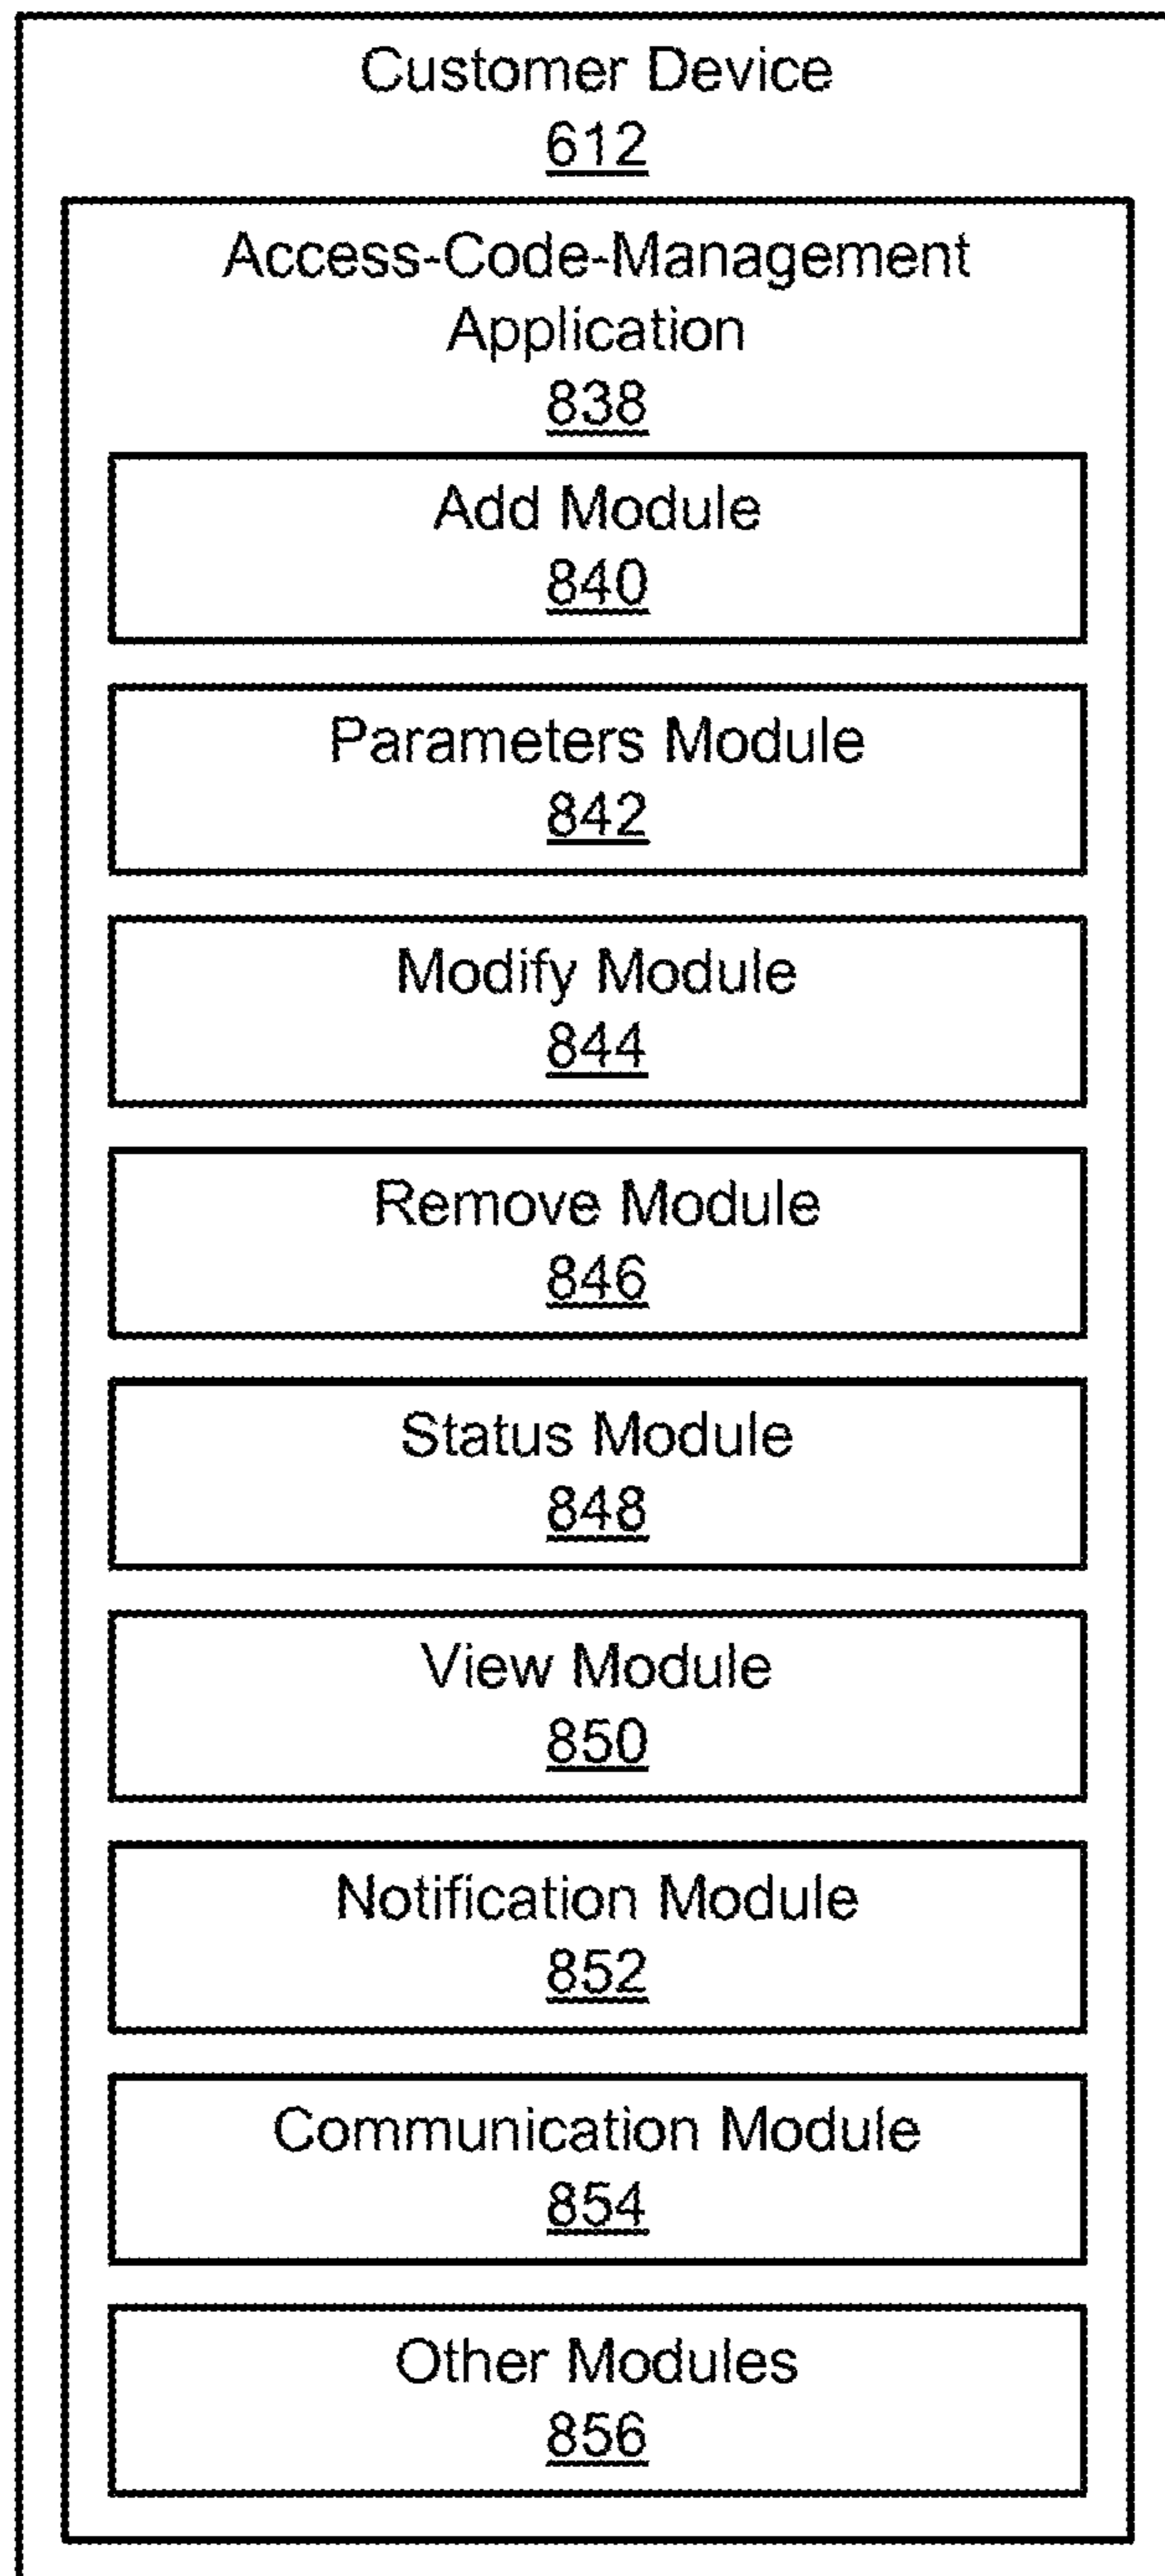 Customer Device
612
Access-Code-Management
Application
838
Add Module
840
Parameters Module
842
Modify Module
844
Remove Module
846
Status Module
848
View Module
850
Notification Module
852
Communication Module
854
Other Modules
856